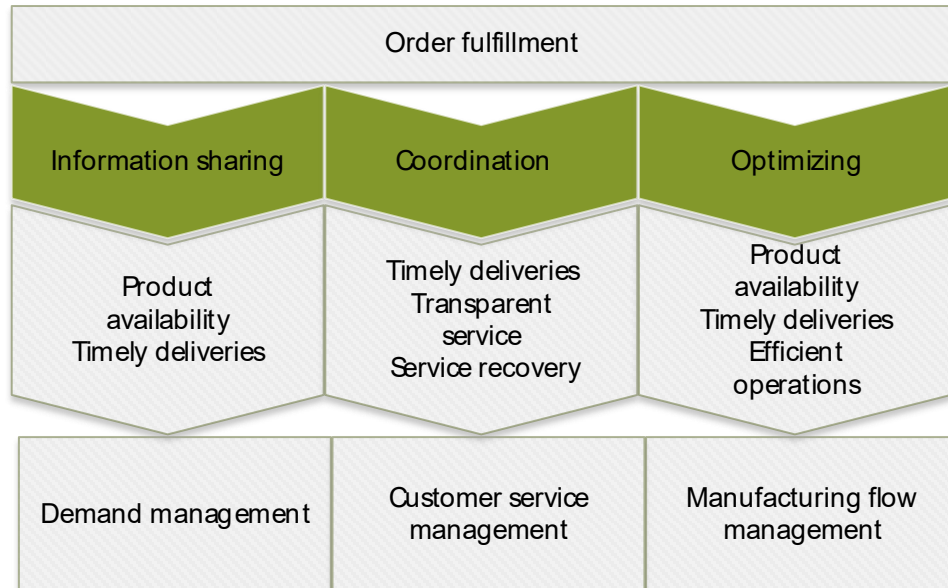 Order fulfillment
Information sharing
Coordination
Optimizing
Product
availability
Timely deliveries
Timely deliveries
Transparent
service
Service recovery
Product
availability
Timely deliveries
Efficient
operations
Demand management
Customer service
management
Manufacturing flow
management